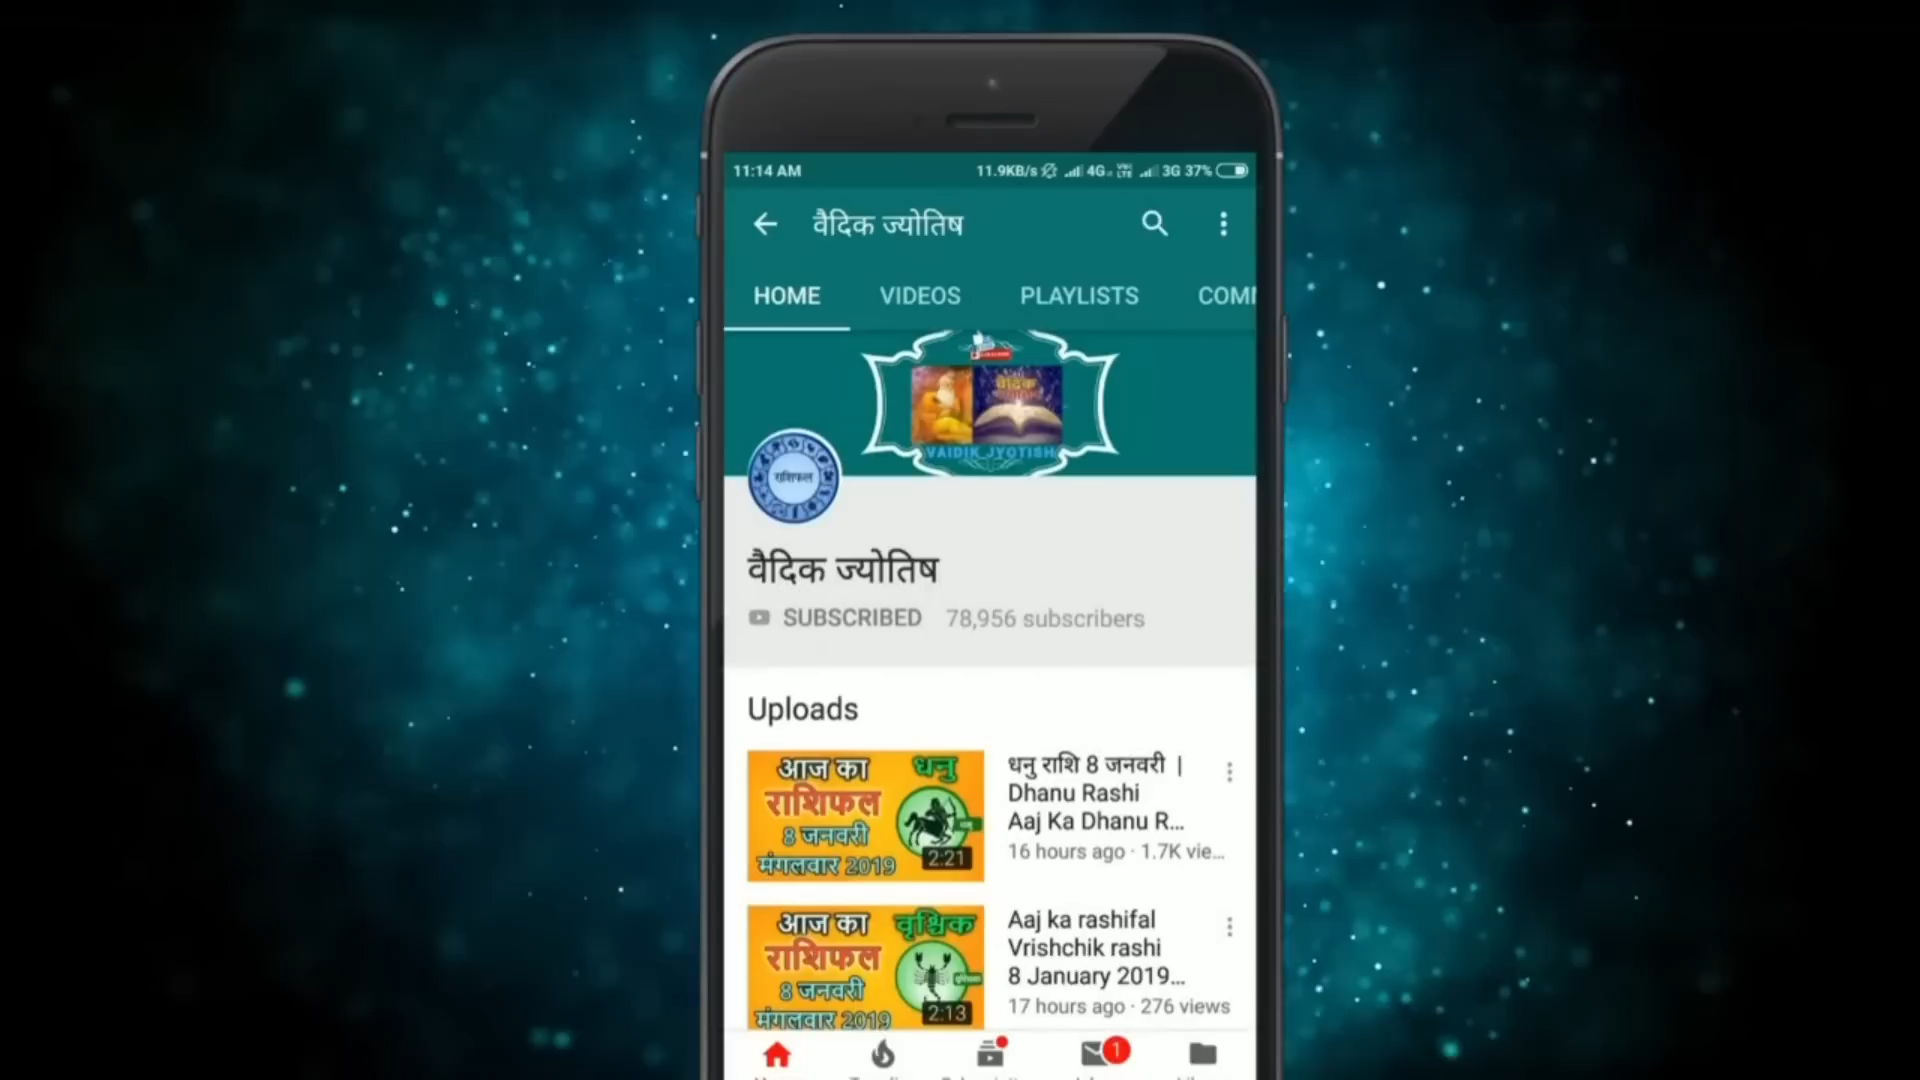 11:14 AM 11.9KB/s 4G VoLTE 3G 37%
वैदिक ज्योतिष
HOME VIDEOS PLAYLISTS COMM
वैदिक
VAIDIK JYOTISH
राशिफल
वैदिक ज्योतिष
SUBSCRIBED 78,956 subscribers
Uploads
आज का धनु
राशिफल
8 जनवरी
मंगलवार 2019
2:21
धनु राशि 8 जनवरी |
Dhanu Rashi
Aaj Ka Dhanu R...
16 hours ago · 1.7K vie...
आज का वृश्चिक
राशिफल
8 जनवरी
मंगलवार 2019
2:13
Aaj ka rashifal
Vrishchik rashi
8 January 2019...
17 hours ago · 276 views
1